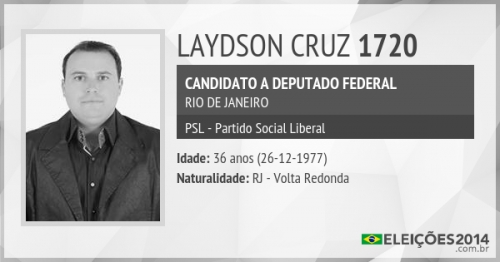 LAYDSON CRUZ 1720
CANDIDATO A DEPUTADO FEDERAL
RIO DE JANEIRO
PSL - Partido Social Liberal
Idade: 36 anos (26-12-1977)
Naturalidade: RJ - Volta Redonda
ELEIÇÕES2014
.com.br